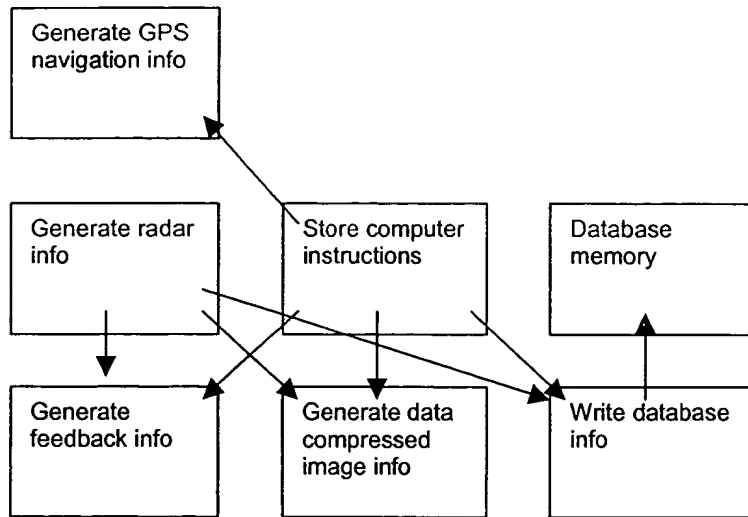 Generate GPS
navigation info
Generate radar
info
Store computer
instructions
Database
memory
Generate
feedback info
Generate data
compressed
image info
Write database
info